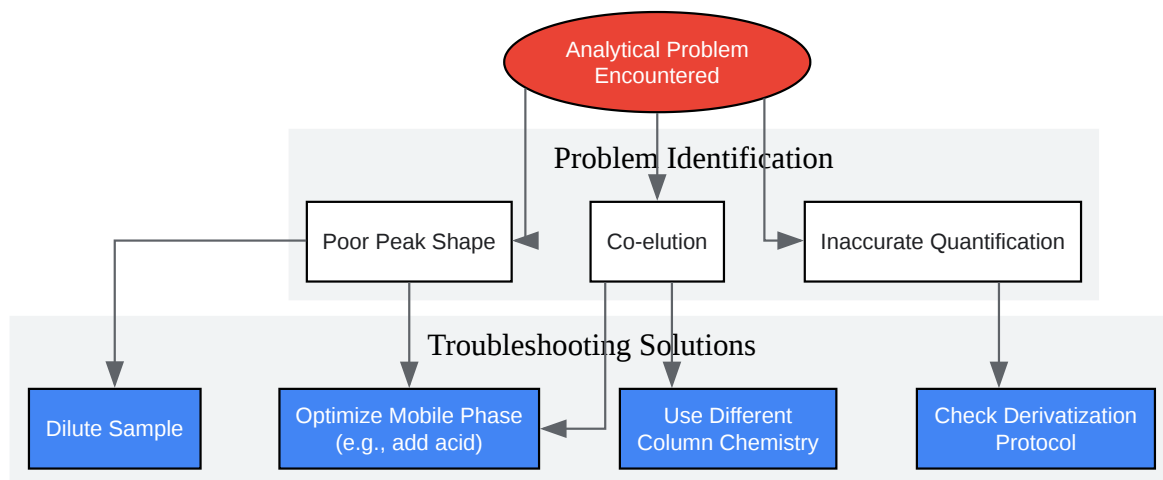 Analytical Problem
Encountered
Problem Identification
Poor Peak Shape
Co-elution
Inaccurate Quantification
Troubleshooting Solutions
Dilute Sample
Optimize Mobile Phase
(e.g., add acid)
Use Different
Column Chemistry
Check Derivatization
Protocol